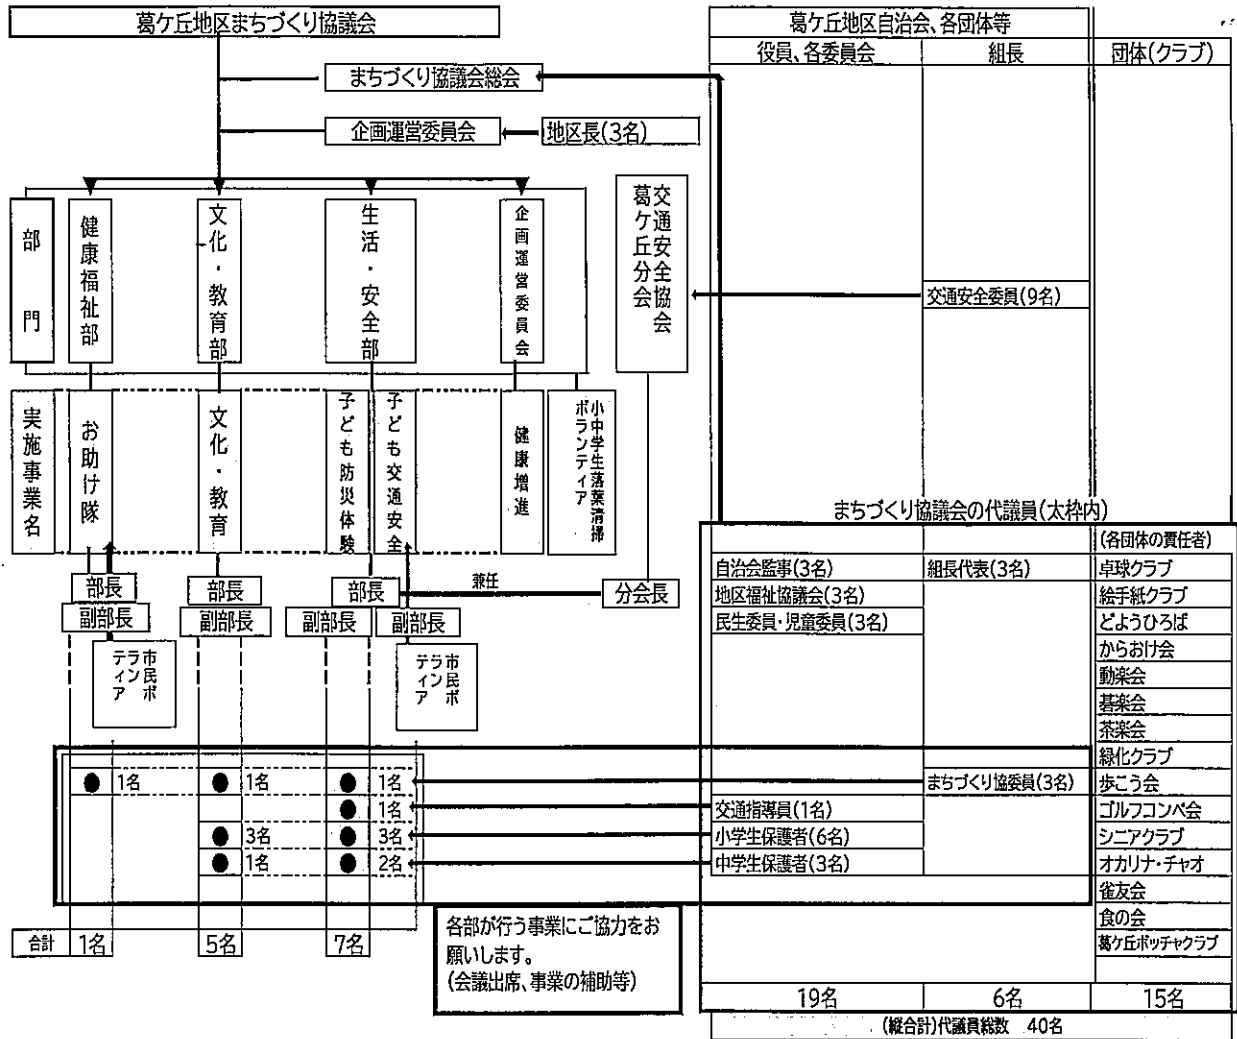 葛ケ丘地区まちづくり協議会
まちづくり協議会総会
企画運営委員会
地区長(3名)
部門
健康福祉部
文化・教育部
生活・安全部
企画運営委員会
交通安全協会
葛ケ丘分会
実施事業名
お助け隊
文化・教育
子ども防災体験
子ども交通安全
健康増進
小中学生落葉清掃
ボランティア
部長
副部長
部長
副部長
部長
副部長
副部長
兼任
分会長
市民ボ
ランティア
市民ボ
ランティア
葛ケ丘地区自治会、各団体等
役員、各委員会
組長
団体(クラブ)
交通安全委員(9名)
まちづくり協議会の代議員(太枠内)
(各団体の責任者)
自治会監事(3名)
組長代表(3名)
卓球クラブ
地区福祉協議会(3名)
絵手紙クラブ
民生委員・児童委員(3名)
どようひろば
からおけ会
動楽会
碁楽会
茶楽会
緑化クラブ
● 1名
● 1名
● 1名
まちづくり協委員(3名)
歩こう会
● 1名
交通指導員(1名)
ゴルフコンペ会
● 3名
● 3名
小学生保護者(6名)
シニアクラブ
● 1名
● 2名
中学生保護者(3名)
オカリナ・チャオ
雀友会
食の会
葛ケ丘ボッチャクラブ
合計
1名
5名
7名
各部が行う事業にご協力をお
願いします。
(会議出席、事業の補助等)
19名
6名
15名
(縦合計)代議員総数 40名